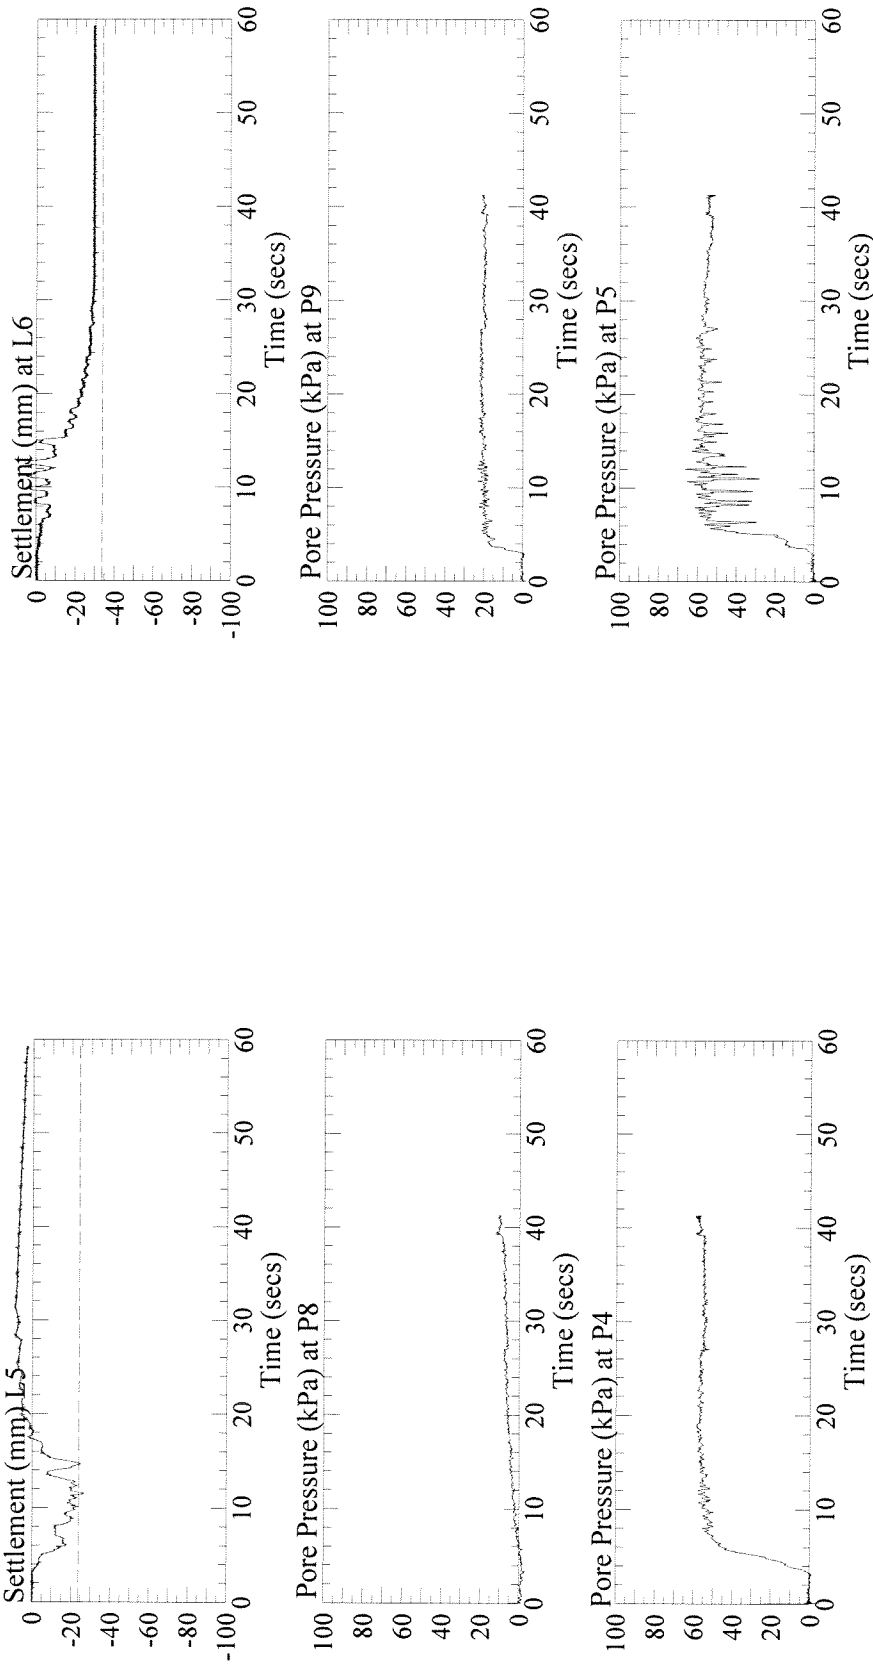 Settlement (mm) L5
0
-20
-40
-60
-80
-100
0 10 20 30 40 50 60
Time (secs)
Pore Pressure (kPa) at P8
100
80
60
40
20
0
0 10 20 30 40 50 60
Time (secs)
Pore Pressure (kPa) at P4
100
80
60
40
20
0
0 10 20 30 40 50 60
Time (secs)
Settlement (mm) at L6
0
-20
-40
-60
-80
-100
0 10 20 30 40 50 60
Time (secs)
Pore Pressure (kPa) at P9
100
80
60
40
20
0
0 10 20 30 40 50 60
Time (secs)
Pore Pressure (kPa) at P5
100
80
60
40
20
0
0 10 20 30 40 50 60
Time (secs)